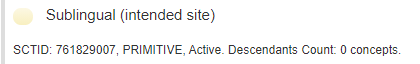 Sublingual (intended site)
SCTID: 761829007, PRIMITIVE, Active. Descendants Count: 0 concepts.